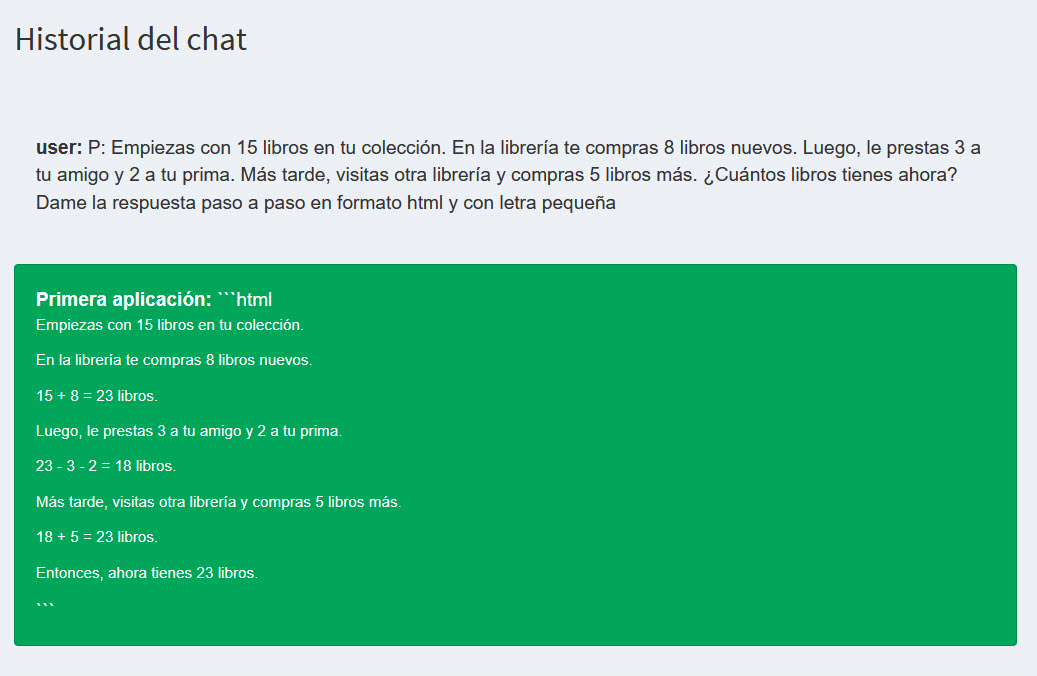 Historial del chat
user: P: Empiezas con 15 libros en tu colección. En la librería te compras 8 libros nuevos. Luego, le prestas 3 a
tu amigo y 2 a tu prima. Más tarde, visitas otra librería y compras 5 libros más. ¿Cuántos libros tienes ahora?
Dame la respuesta paso a paso en formato html y con letra pequeña
Primera aplicación: ```html
Empiezas con 15 libros en tu colección.
En la librería te compras 8 libros nuevos.
15 + 8 = 23 libros.
Luego, le prestas 3 a tu amigo y 2 a tu prima.
23 - 3 - 2 = 18 libros.
Más tarde, visitas otra librería y compras 5 libros más.
18 + 5 = 23 libros.
Entonces, ahora tienes 23 libros.
```